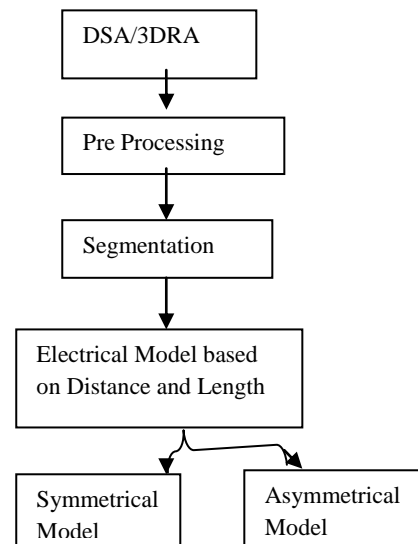 DSA/3DRA
Pre Processing
Segmentation
Electrical Model based
on Distance and Length
Symmetrical
Model
Asymmetrical
Model